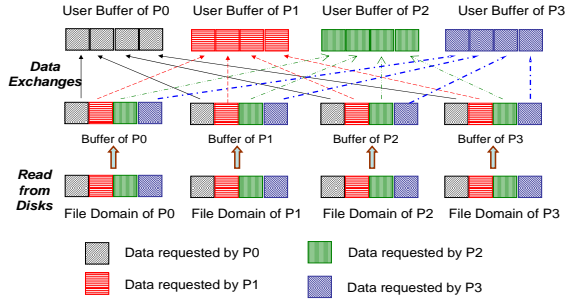 User Buffer of P0 User Buffer of P1 User Buffer of P2 User Buffer of P3
Data
Exchanges
Buffer of P0 Buffer of P1 Buffer of P2 Buffer of P3
Read
from
Disks
File Domain of P0 File Domain of P1 File Domain of P2 File Domain of P3
Data requested by P0 Data requested by P2
Data requested by P1 Data requested by P3